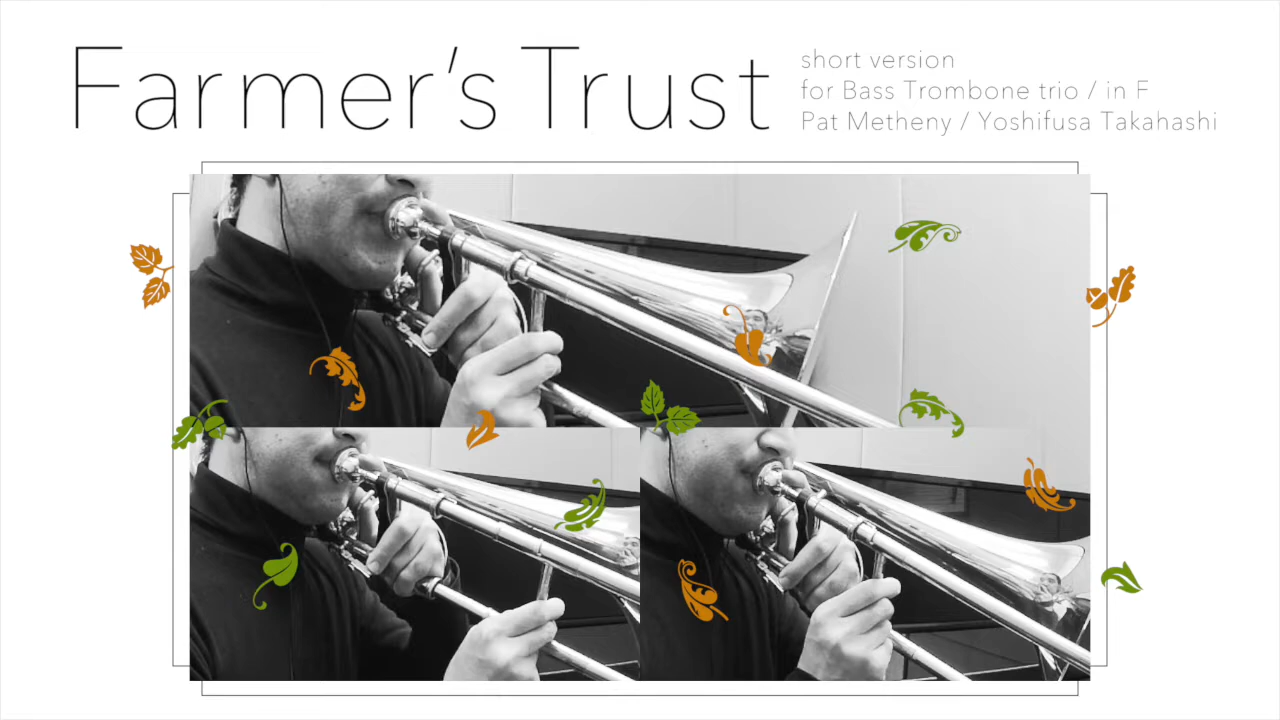 Farmer's Trust
short version
for Bass Trombone trio / in F
Pat Metheny / Yoshifusa Takahashi